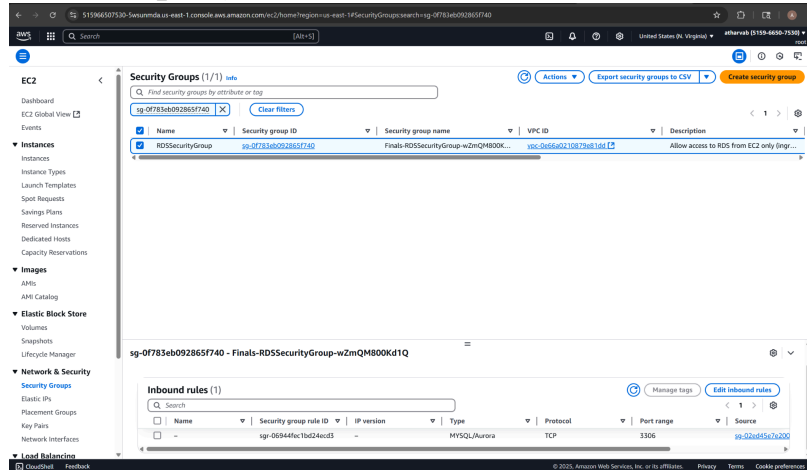 515966507530-5wsunmda.us-east-1.console.aws.amazon.com/ec2/home?region=us-east-1#SecurityGroups:search=sg-0f783eb092865f740
aws Search [Alt+S] United States (N. Virginia) atharvab (5159-6650-7530)
root
EC2
Dashboard
EC2 Global View
Events
Instances
Instances
Instance Types
Launch Templates
Spot Requests
Savings Plans
Reserved Instances
Dedicated Hosts
Capacity Reservations
Images
AMIs
AMI Catalog
Elastic Block Store
Volumes
Snapshots
Lifecycle Manager
Network & Security
Security Groups
Elastic IPs
Placement Groups
Key Pairs
Network Interfaces
Load Balancing
Security Groups (1/1) Info
Actions Export security groups to CSV Create security group
Find security groups by attribute or tag
sg-0f783eb092865f740 Clear filters
1
Name Security group ID Security group name VPC ID Description
RDSSecurityGroup sg-0f783eb092865f740 Finals-RDSSecurityGroup-wZmQM800K... vpc-0e66a0210879e81dd Allow access to RDS from EC2 only (ingr...
sg-0f783eb092865f740 - Finals-RDSSecurityGroup-wZmQM800Kd1Q
Inbound rules (1)
Manage tags Edit inbound rules
Search
1
Name Security group rule ID IP version Type Protocol Port range Source
– sgr-06944fec1bd24ecd3 – MYSQL/Aurora TCP 3306 sg-02ed45e7e200
CloudShell Feedback © 2025, Amazon Web Services, Inc. or its affiliates. Privacy Terms Cookie preferences